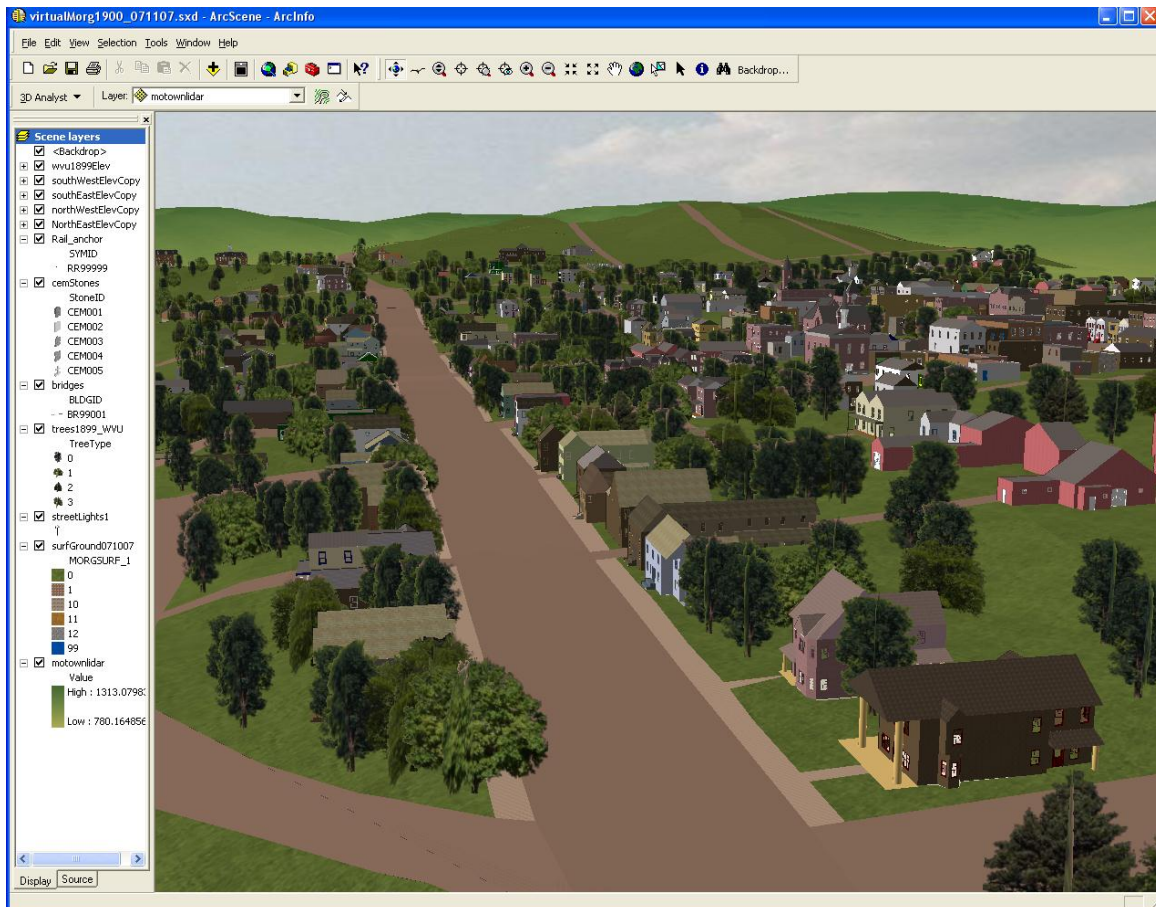 virtualMorg1900_071107.sxd - ArcScene - ArcInfo
File Edit View Selection Tools Window Help
Backdrop...
3D Analyst Layer: motownlidar
Scene layers
<Backdrop>
wvu1899Elev
southWestElevCopy
southEastElevCopy
northWestElevCopy
NorthEastElevCopy
Rail_anchor
SYMID
RR99999
cemStones
StoneID
CEM001
CEM002
CEM003
CEM004
CEM005
bridges
BLDGID
BR99001
trees1899_WVU
TreeType
0
1
2
3
streetLights1
surfGround071007
MORGSURF_1
0
1
10
11
12
99
motownlidar
Value
High : 1313.0798
Low : 780.164856
Display Source